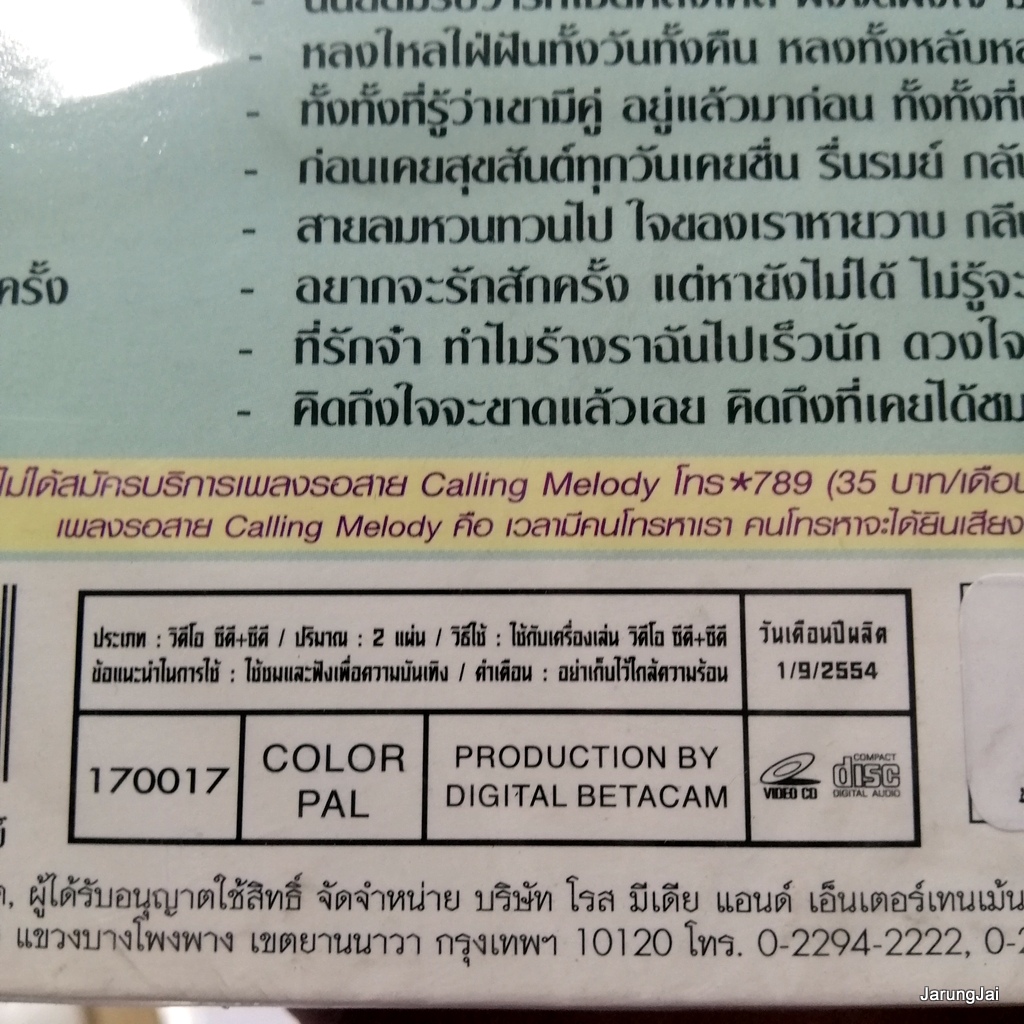 - หลงใหลใฝ่ฝันทั้งวันทั้งคืน หลงทั้งหลับ
- ทั้งทั้งที่รู้ว่าเขามีคู่ อยู่แล้วมาก่อน ทั้งทั้งที่
- ก่อนเคยสุขสันต์ทุกวันเคยชื่น รื่นรมย์
- สายลมหวนทวนไป ใจของเราหายวาบ
ครั้ง - อยากจะรักสักครั้ง แต่หายังไม่ได้ ไม่รู้จะ
- ที่รักจ๋า ทำไมร้างราฉันไปเร็วนัก ดวงใจ
- คิดถึงใจจะขาดแล้วเอย คิดถึงที่เคยได้ชม
ไม่ได้สมัครบริการเพลงรอสาย Calling Melody โทร*789 (35 บาท/เดือน
เพลงรอสาย Calling Melody คือ เวลามีคนโทรหาเรา คนโทรหาจะได้ยินเสียง
ประเภท : วิดีโอ ซีดี+ซีดี / ปริมาณ : 2 แผ่น / วิธีใช้ : ใช้กับเครื่องเล่น วิดีโอ ซีดี+ซีดี
ข้อแนะนำในการใช้ : ใช้ชมและฟังเพื่อความบันเทิง / คำเตือน : อย่าเก็บไว้ใกล้ความร้อน
วันเดือนปีผลิต
1/9/2554
170017
COLOR
PAL
PRODUCTION BY
DIGITAL BETACAM
VIDEO CD
COMPACT
disc
DIGITAL AUDIO
ผู้ได้รับอนุญาตใช้สิทธิ์ จัดจำหน่าย บริษัท โรส มีเดีย แอนด์ เอ็นเตอร์เทนเม้น
แขวงบางโพงพาง เขตยานนาวา กรุงเทพฯ 10120 โทร. 0-2294-2222, 0-2
JarungJai